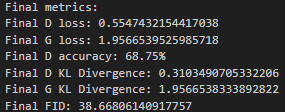 Final metrics:
Final D loss: 0.5547432154417038
Final G loss: 1.9566539525985718
Final D accuracy: 68.75%
Final D KL Divergence: 0.3103490705332206
Final G KL Divergence: 1.9566538333892822
Final FID: 38.66806140917757